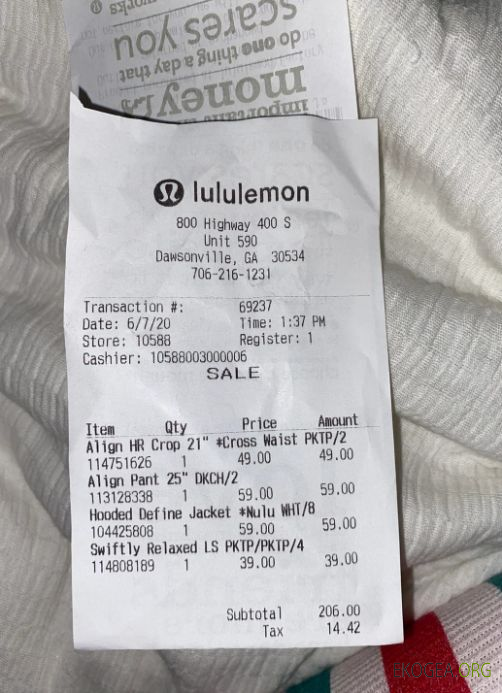 works
scares you
do one thing a day that
money
important
lululemon
800 Highway 400 S
Unit 590
Dawsonville, GA 30534
706-216-1231
Transaction #: 69237
Date: 6/7/20 Time: 1:37 PM
Store: 10588 Register: 1
Cashier: 10588003000006
SALE
Item Qty Price Amount
Align HR Crop 21" *Cross Waist PKTP/2
114751626 1 49.00 49.00
Align Pant 25" DKCH/2
113128338 1 59.00 59.00
Hooded Define Jacket *Nulu WHT/8
104425808 1 59.00 59.00
Swiftly Relaxed LS PKTP/PKTP/4
114808189 1 39.00 39.00
Subtotal 206.00
Tax 14.42